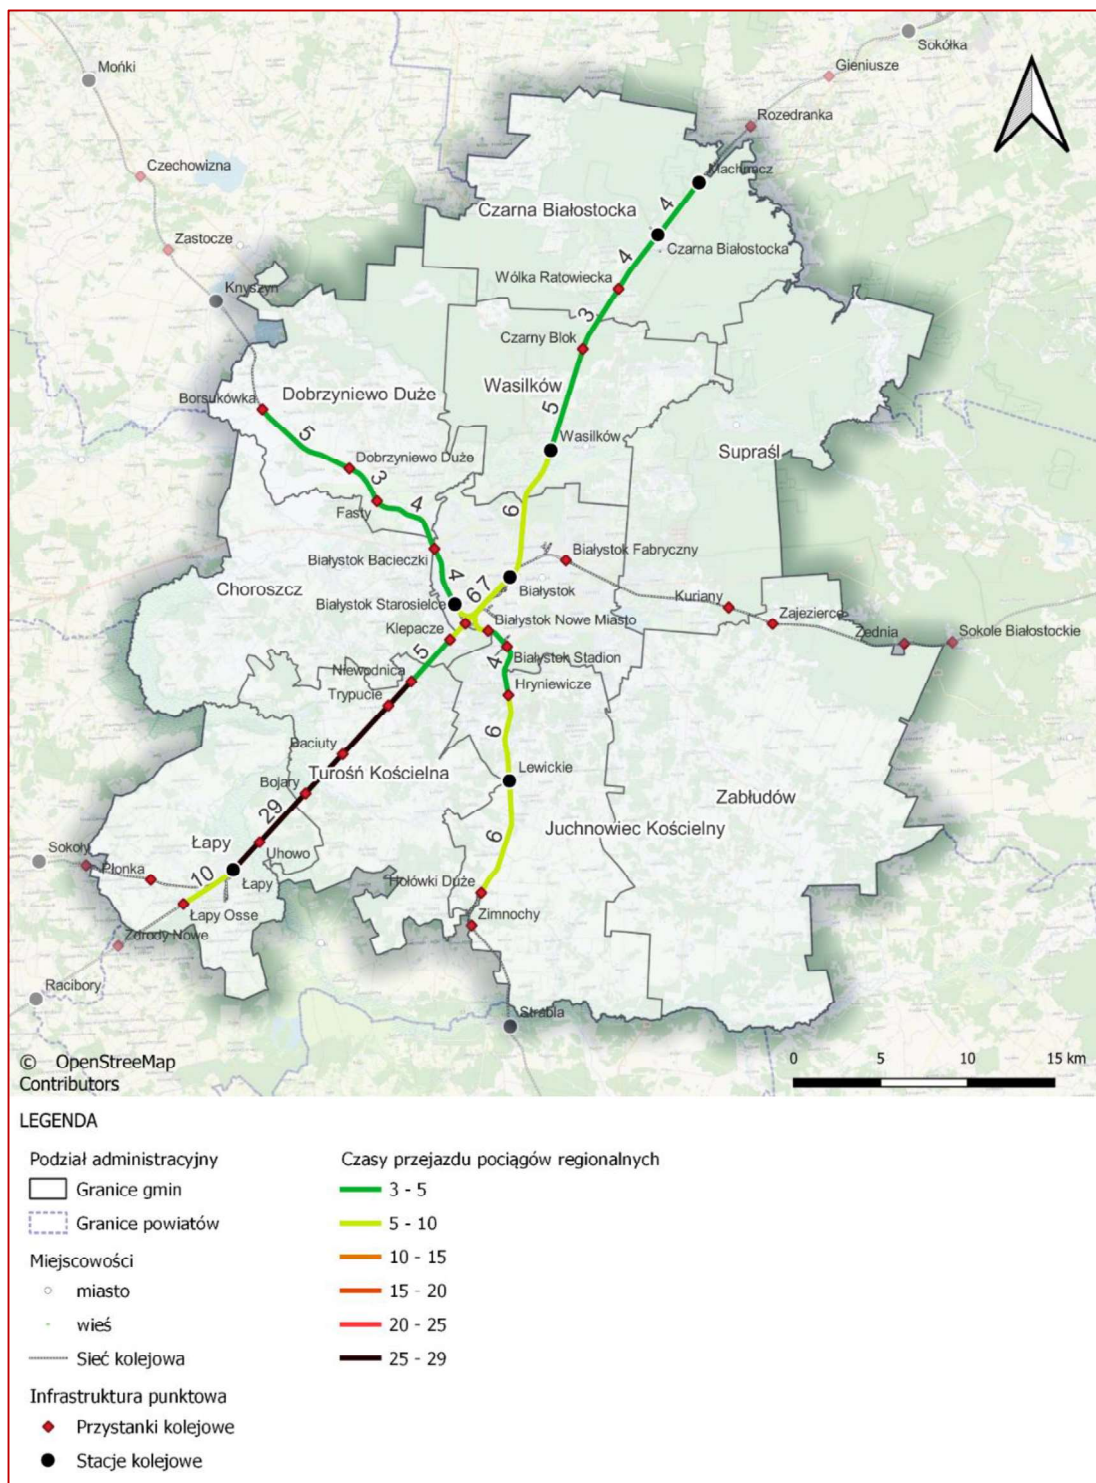 Sokółka
Mońki
Gieniusze
Rozedranka
Czechowizna
Machnacz
4
Czarna Białostocka
Zastocze
4
Czarna Białostocka
Wólka Ratowiecka
Knyszyn
3
Czarny Blok
Dobrzyniewo Duże
Wasilków
Borsukówka
5
5
Wasilków
Supraśl
Dobrzyniewo Duże
3
4
6
Fasty
Białystok Bacieczki
Białystok Fabryczny
4
67
Choroszcz
Białystok
Kuriany
Białystok Starosielce
Zajezierce
Białystok Nowe Miasto
Klepacze
Żednia
Sokole Białostockie
5
4
Białystok Stadion
Niewodnica
Hryniewicze
Trypucie
6
Baciuty
Lewickie
Turośń Kościelna
Bojary
Zabłudów
29
6
Juchnowiec Kościelny
Łapy
Uhowo
Sokoły
Płonka
10
Łapy
Hołówki Duże
Łapy Osse
Zimnochy
Zdrody Nowe
Racibory
Strabla
© OpenStreeMap
Contributors
0 5 10 15 km
LEGENDA
Podział administracyjny
Granice gmin
Granice powiatów
Miejscowości
miasto
wieś
Sieć kolejowa
Infrastruktura punktowa
Przystanki kolejowe
Stacje kolejowe
Czasy przejazdu pociągów regionalnych
3 - 5
5 - 10
10 - 15
15 - 20
20 - 25
25 - 29